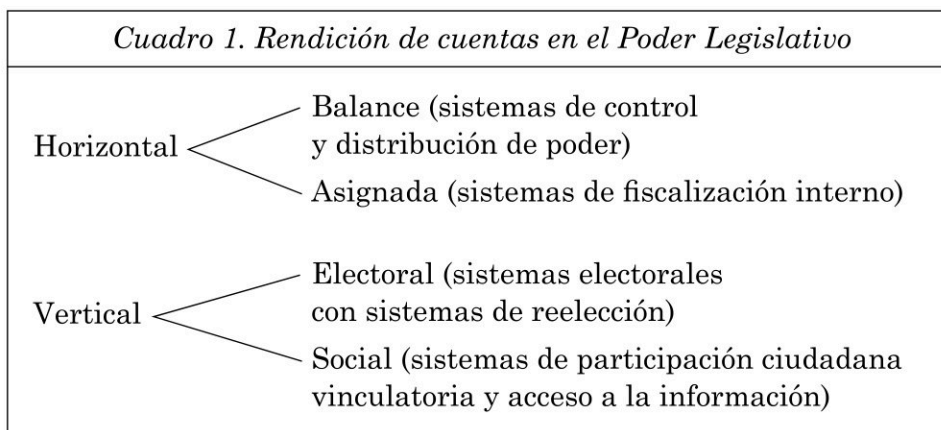 Cuadro 1. Rendición de cuentas en el Poder Legislativo
Horizontal
Balance (sistemas de control
y distribución de poder)
Asignada (sistemas de fiscalización interno)
Vertical
Electoral (sistemas electorales
con sistemas de reelección)
Social (sistemas de participación ciudadana
vinculatoria y acceso a la información)